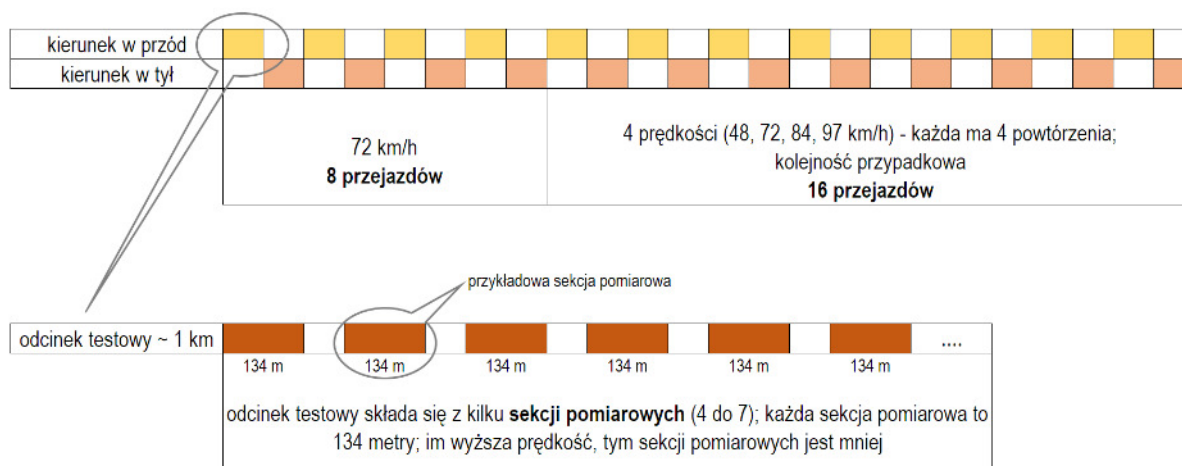 kierunek w przód
kierunek w tył
72 km/h
8 przejazdów
4 prędkości (48, 72, 84, 97 km/h) - każda ma 4 powtórzenia;
kolejność przypadkowa
16 przejazdów
przykładowa sekcja pomiarowa
odcinek testowy ~ 1 km
....
134 m
134 m
134 m
134 m
134 m
134 m
odcinek testowy składa się z kilku sekcji pomiarowych (4 do 7); każda sekcja pomiarowa to
134 metry; im wyższa prędkość, tym sekcji pomiarowych jest mniej